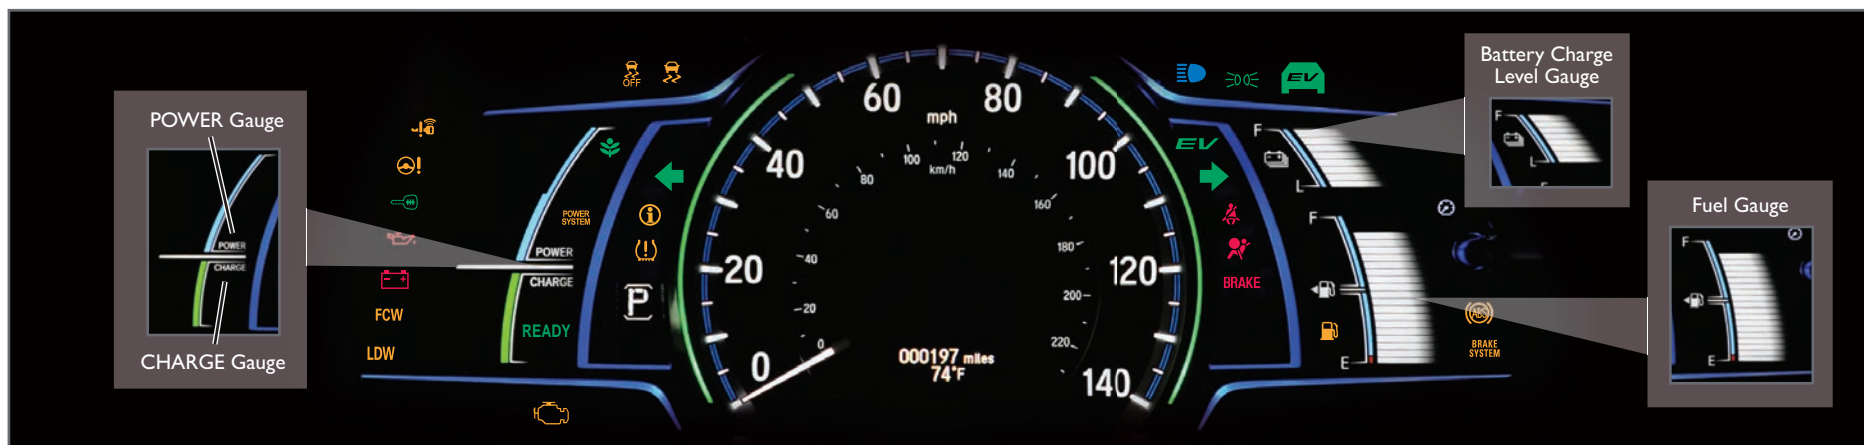 POWER Gauge
POWER
CHARGE
CHARGE Gauge
OFF
FCW
LDW
POWER
SYSTEM
POWER
CHARGE
READY
P
0
20
40
60
80
100
120
140
mph
0
20
40
60
80
100
120
140
160
180
200
220
km/h
000197 miles
74°F
EV
EV
BRAKE
F
L
F
E
ABS
BRAKE
SYSTEM
Battery Charge
Level Gauge
F
L
Fuel Gauge
F
E